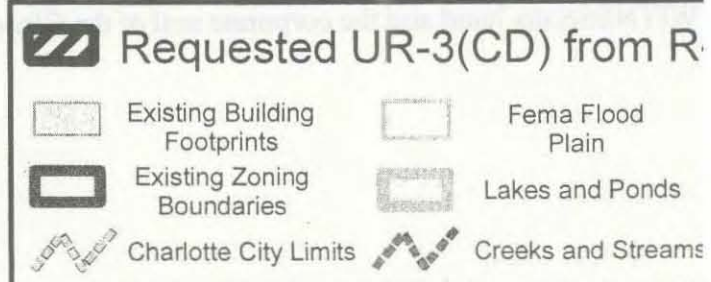 Requested UR-3(CD) from R-
Existing Building
Footprints
Fema Flood
Plain
Existing Zoning
Boundaries
Lakes and Ponds
Charlotte City Limits
Creeks and Streams